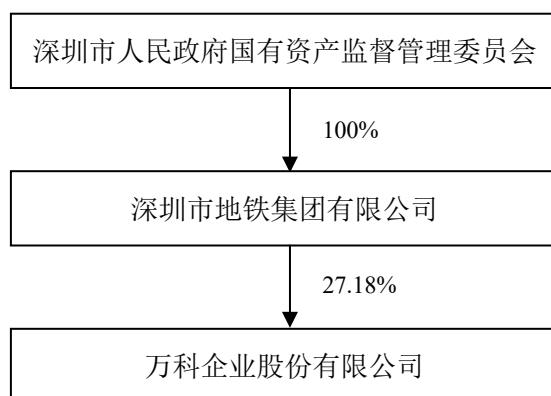 深圳市人民政府国有资产监督管理委员会
100%
深圳市地铁集团有限公司
27.18%
万科企业股份有限公司